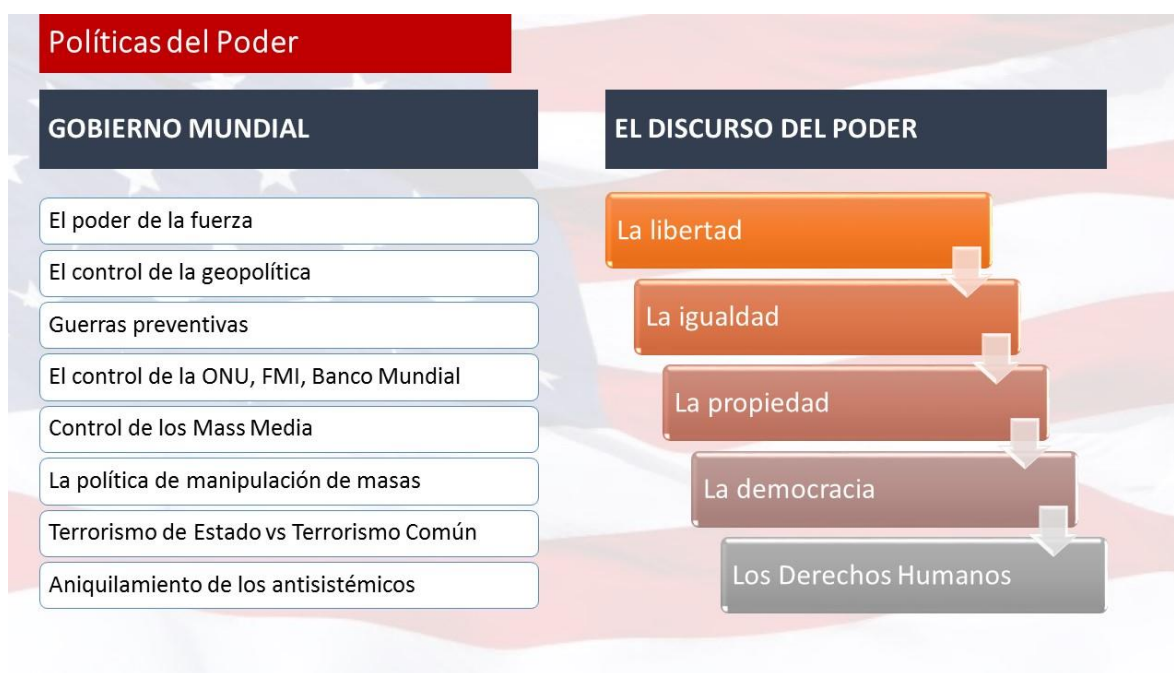 Políticas del Poder
GOBIERNO MUNDIAL
El poder de la fuerza
El control de la geopolítica
Guerras preventivas
El control de la ONU, FMI, Banco Mundial
Control de los Mass Media
La política de manipulación de masas
Terrorismo de Estado vs Terrorismo Común
Aniquilamiento de los antisistémicos
EL DISCURSO DEL PODER
La libertad
La igualdad
La propiedad
La democracia
Los Derechos Humanos